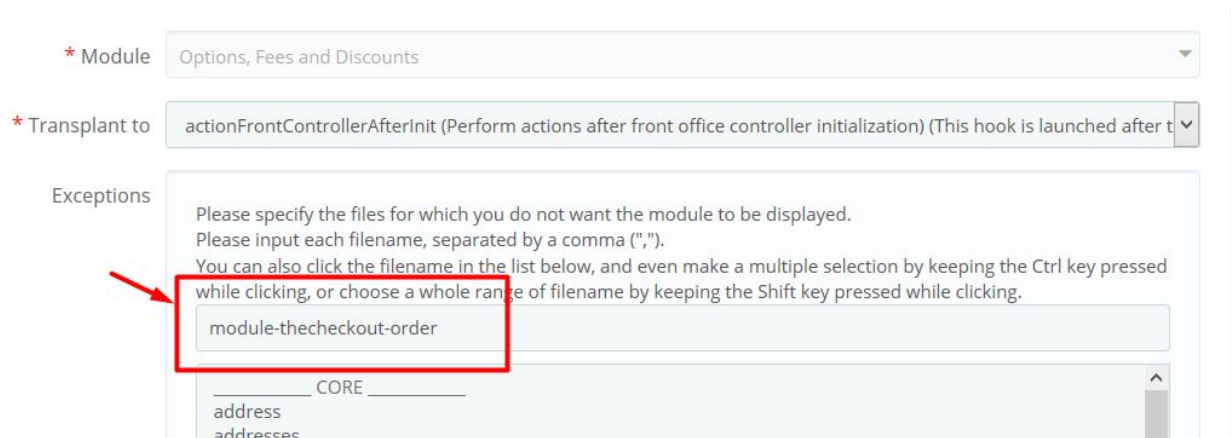 * Module Options, Fees and Discounts
* Transplant to actionFrontControllerAfterInit (Perform actions after front office controller initialization) (This hook is launched after t
Exceptions
Please specify the files for which you do not want the module to be displayed.
Please input each filename, separated by a comma (",").
You can also click the filename in the list below, and even make a multiple selection by keeping the Ctrl key pressed
while clicking, or choose a whole range of filename by keeping the Shift key pressed while clicking.
module-thecheckout-order
___________ CORE ___________
address
addresses